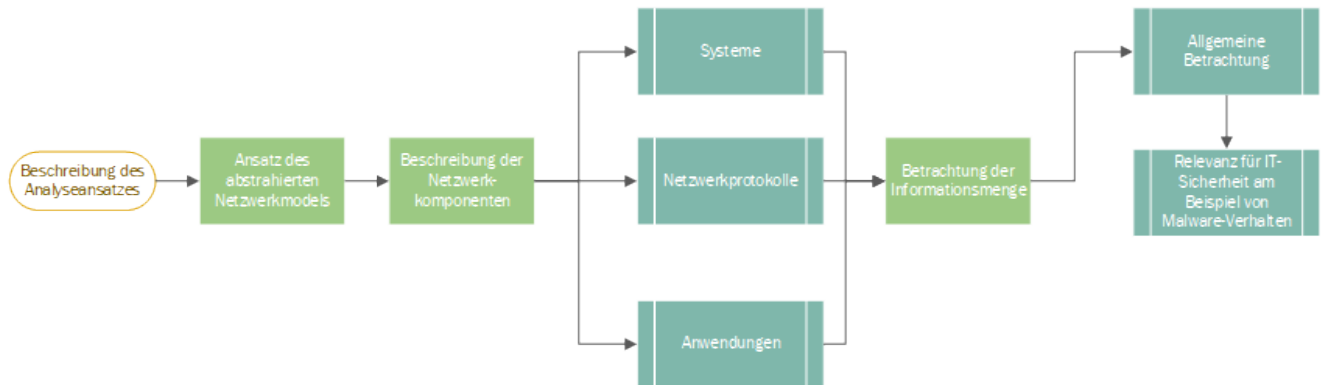 Beschreibung des
Analyseansatzes
Ansatz des
abstrahierten
Netzwerkmodels
Beschreibung der
Netzwerk-
komponenten
Systeme
Netzwerkprotokolle
Anwendungen
Betrachtung der
Informationsmenge
Allgemeine
Betrachtung
Relevanz für IT-
Sicherheit am
Beispiel von
Malware-Verhalten